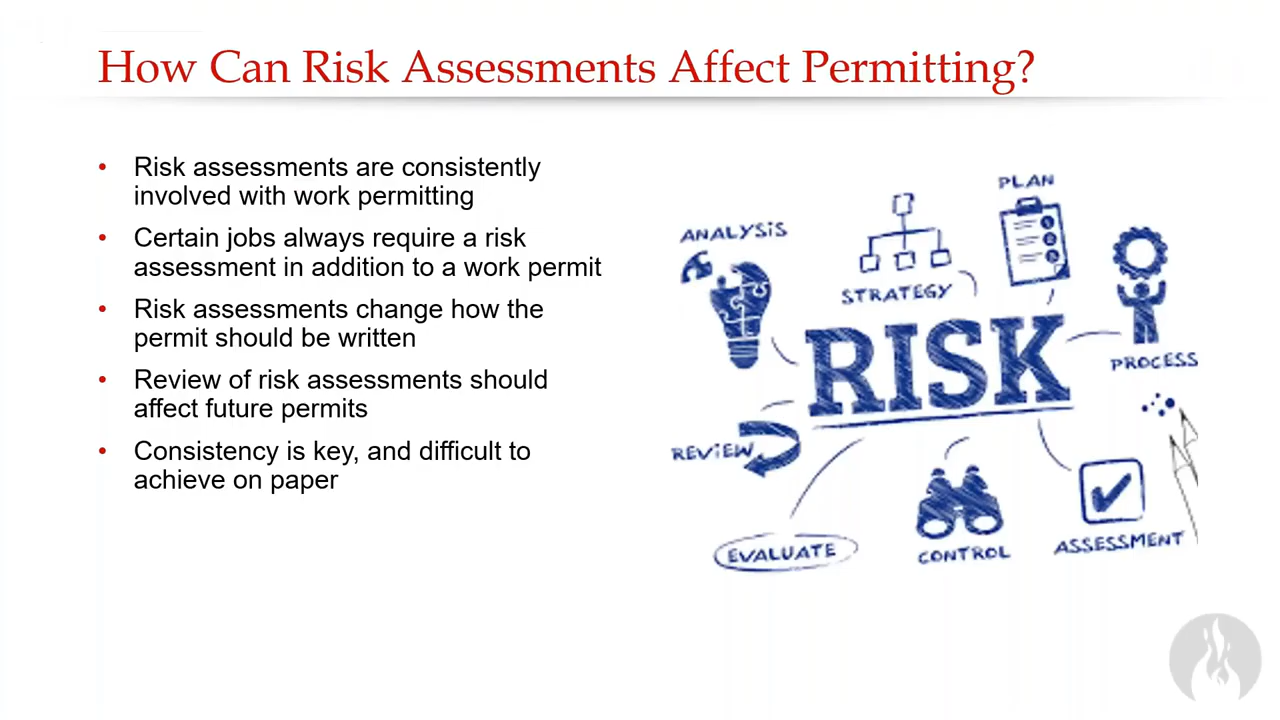 How Can Risk Assessments Affect Permitting?
• Risk assessments are consistently
involved with work permitting
• Certain jobs always require a risk
assessment in addition to a work permit
• Risk assessments change how the
permit should be written
• Review of risk assessments should
affect future permits
• Consistency is key, and difficult to
achieve on paper
PLAN
ANALYSiS
STRATEGY
RISK
PROCESS
REViEW
EVALUATE
CONTROL
ASSESSMENT